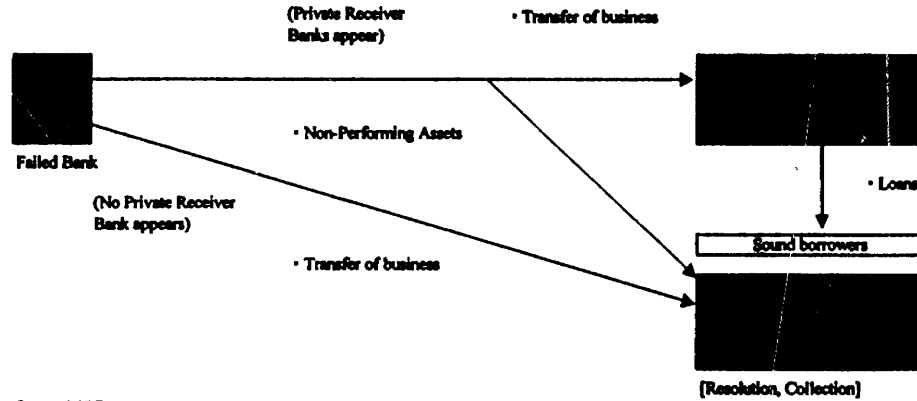 (Private Receiver
Banks appear)
· Transfer of business
Failed Bank
· Non-Performing Assets
· Loans
(No Private Receiver
Bank appears)
Sound borrowers
· Transfer of business
[Resolution, Collection]